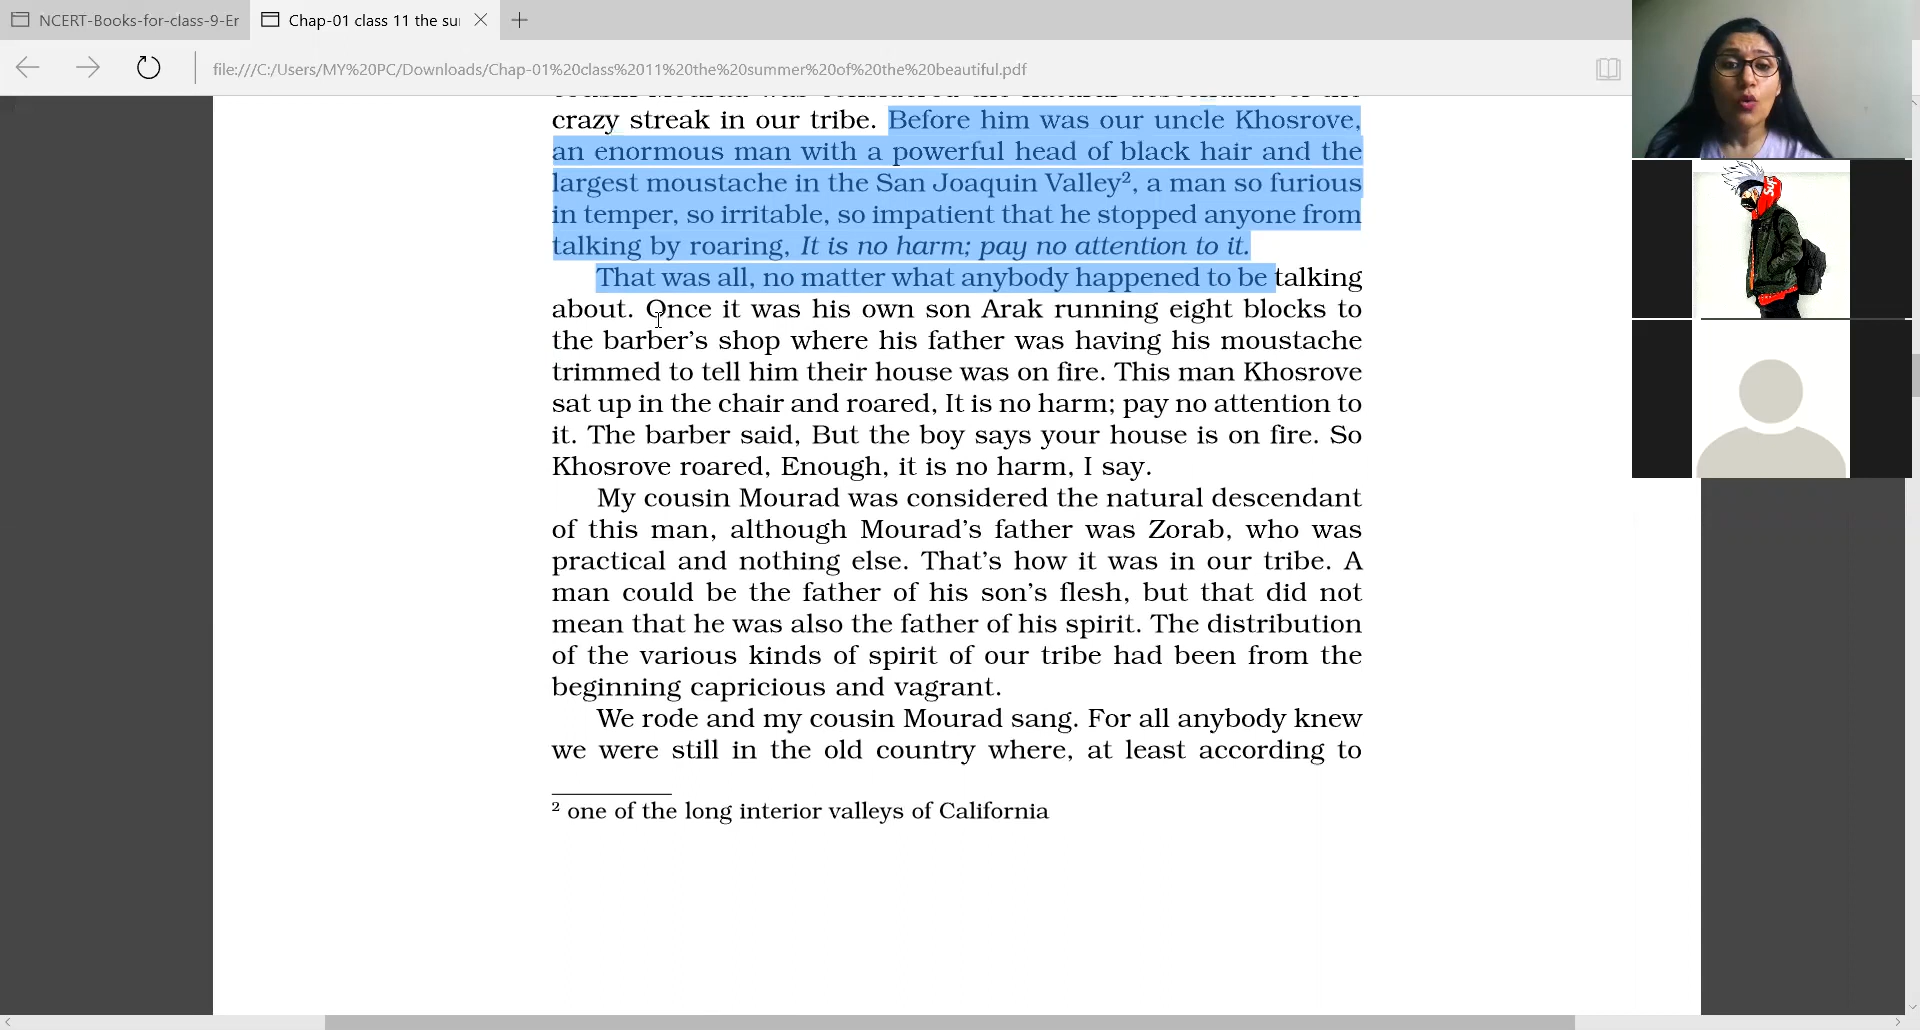 NCERT-Books-for-class-9-Er
Chap-01 class 11 the su
file:///C:/Users/MY%20PC/Downloads/Chap-01%20class%2011%20the%20summer%20of%20the%20beautiful.pdf
cousin Mourad was considered the natural descendant of the
crazy streak in our tribe. Before him was our uncle Khosrove,
an enormous man with a powerful head of black hair and the
largest moustache in the San Joaquin Valley², a man so furious
in temper, so irritable, so impatient that he stopped anyone from
talking by roaring, It is no harm; pay no attention to it.
That was all, no matter what anybody happened to be talking
about. Once it was his own son Arak running eight blocks to
the barber’s shop where his father was having his moustache
trimmed to tell him their house was on fire. This man Khosrove
sat up in the chair and roared, It is no harm; pay no attention to
it. The barber said, But the boy says your house is on fire. So
Khosrove roared, Enough, it is no harm, I say.
My cousin Mourad was considered the natural descendant
of this man, although Mourad’s father was Zorab, who was
practical and nothing else. That’s how it was in our tribe. A
man could be the father of his son’s flesh, but that did not
mean that he was also the father of his spirit. The distribution
of the various kinds of spirit of our tribe had been from the
beginning capricious and vagrant.
We rode and my cousin Mourad sang. For all anybody knew
we were still in the old country where, at least according to
² one of the long interior valleys of California